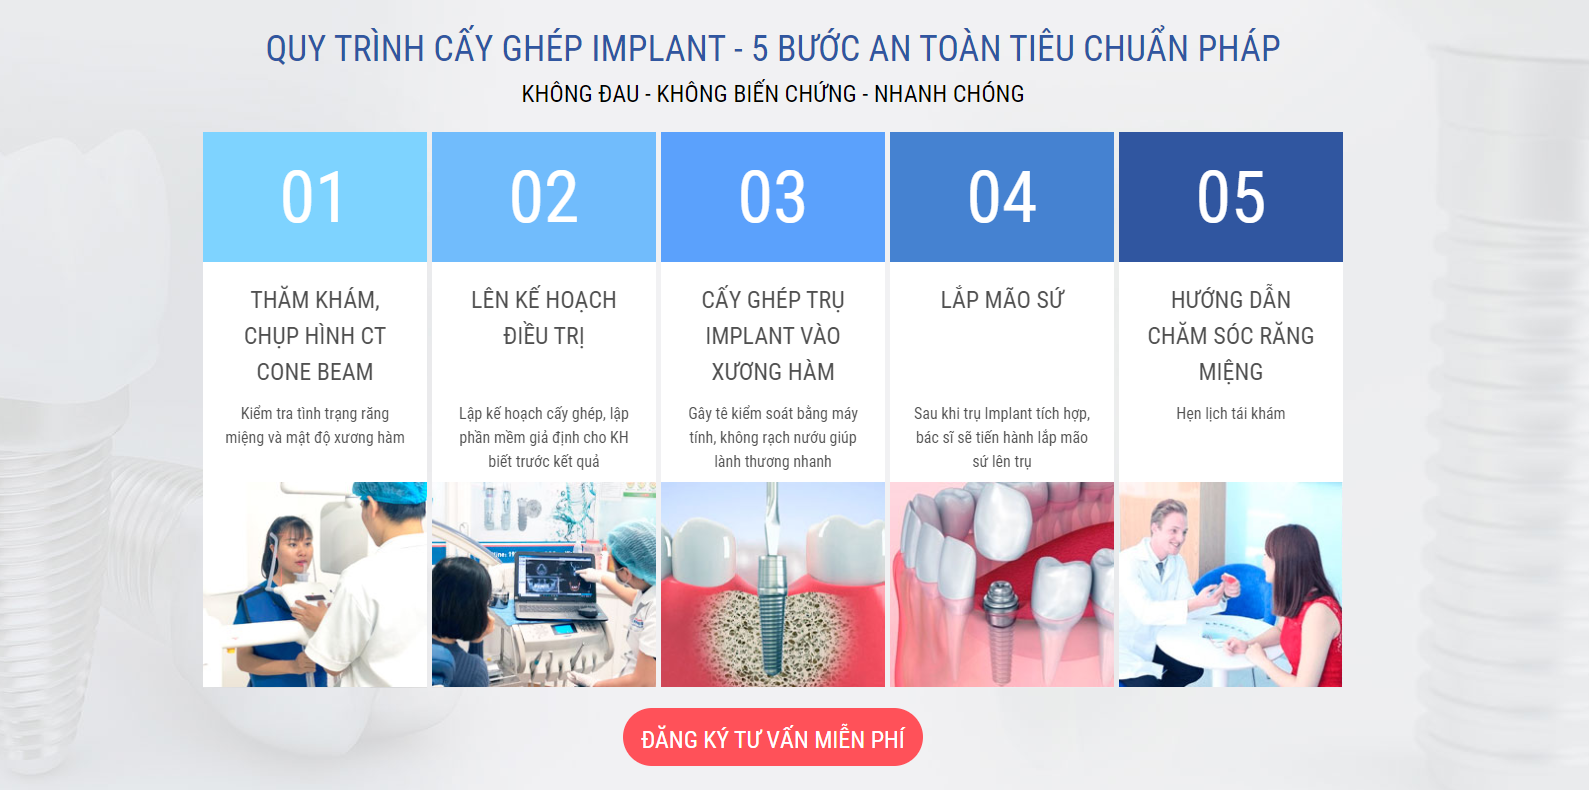 QUY TRÌNH CẤY GHÉP IMPLANT - 5 BƯỚC AN TOÀN TIÊU CHUẨN PHÁP
KHÔNG ĐAU - KHÔNG BIẾN CHỨNG - NHANH CHÓNG
01
THĂM KHÁM,
CHỤP HÌNH CT
CONE BEAM
Kiểm tra tình trạng răng
miệng và mật độ xương hàm
02
LÊN KẾ HOẠCH
ĐIỀU TRỊ
Lập kế hoạch cấy ghép, lập
phần mềm giả định cho KH
biết trước kết quả
03
CẤY GHÉP TRỤ
IMPLANT VÀO
XƯƠNG HÀM
Gây tê kiểm soát bằng máy
tính, không rạch nướu giúp
lành thương nhanh
04
LẮP MÃO SỨ
Sau khi trụ Implant tích hợp,
bác sĩ sẽ tiến hành lắp mão
sứ lên trụ
05
HƯỚNG DẪN
CHĂM SÓC RĂNG
MIỆNG
Hẹn lịch tái khám
ĐĂNG KÝ TƯ VẤN MIỄN PHÍ